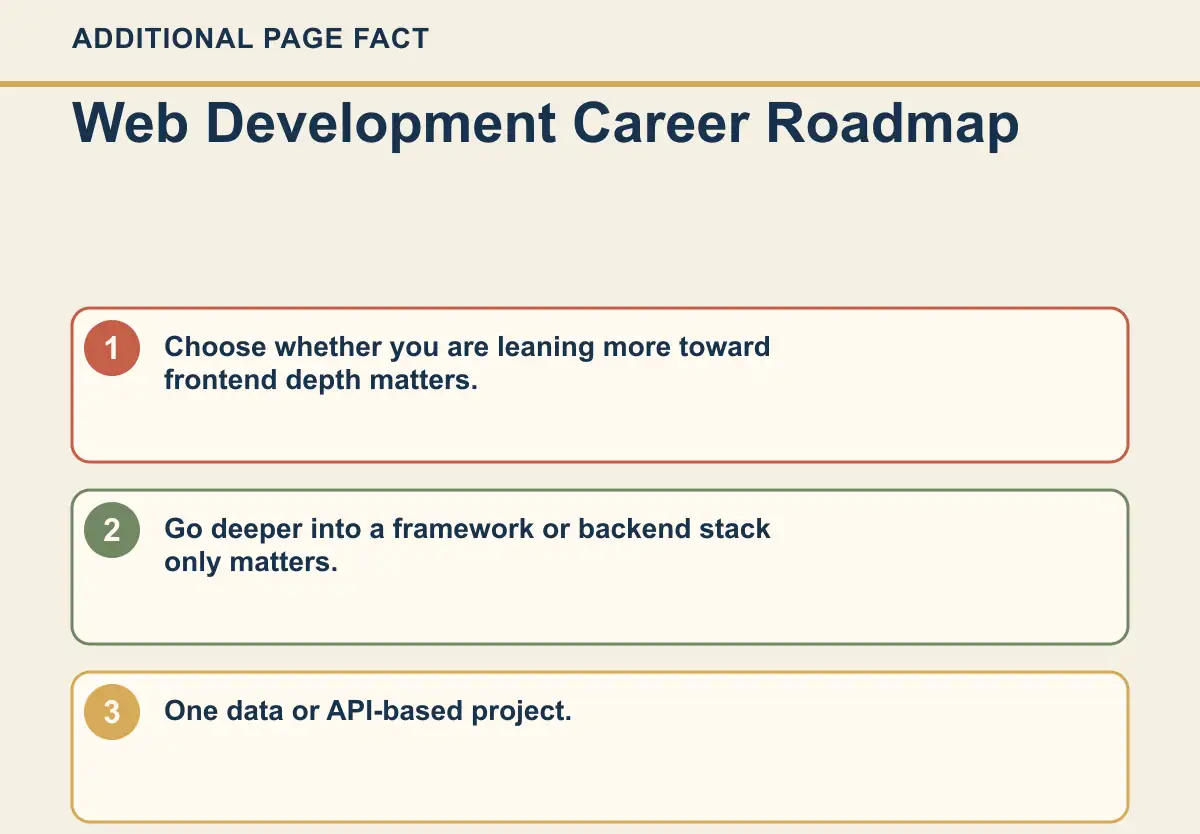 ADDITIONAL PAGE FACT
Web Development Career Roadmap
1
Choose whether you are leaning more toward
frontend depth matters.
2
Go deeper into a framework or backend stack
only matters.
3
One data or API-based project.